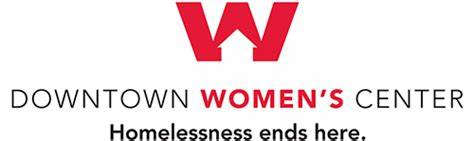 W
DOWNTOWN WOMEN'S CENTER
Homelessness ends here.